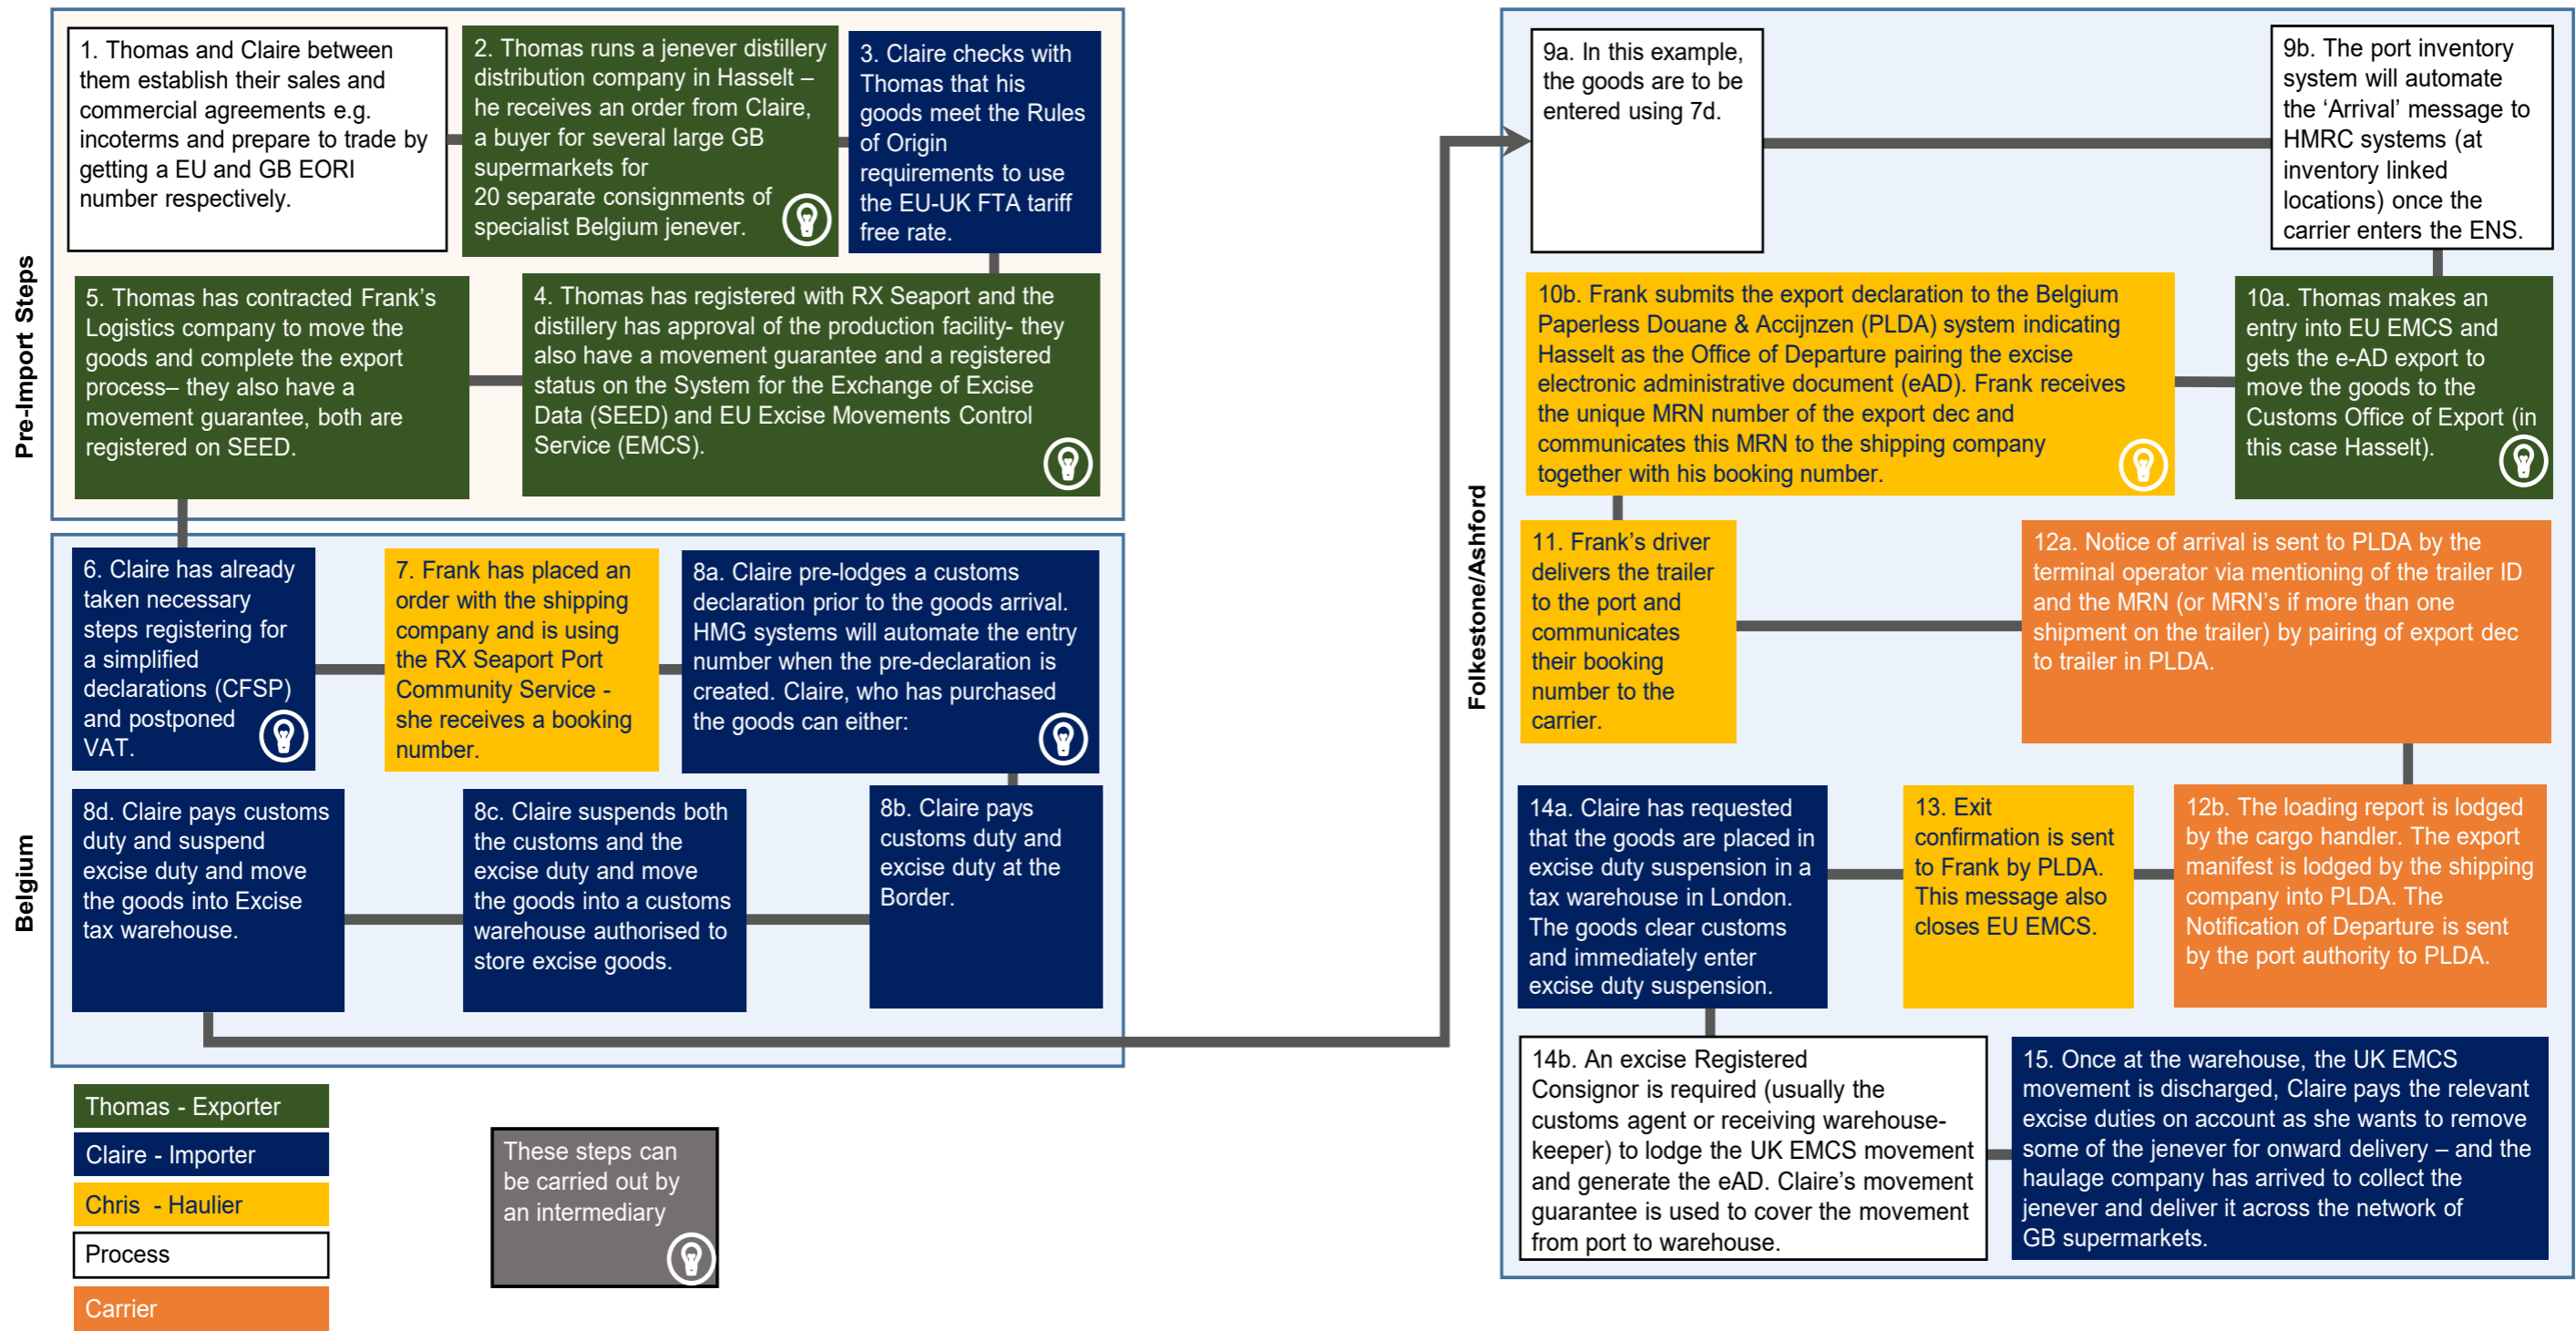 Pre-Import Steps
1. Thomas and Claire between
them establish their sales and
commercial agreements e.g.
incoterms and prepare to trade by
getting a EU and GB EORI
number respectively.
2. Thomas runs a jenever distillery
distribution company in Hasselt –
he receives an order from Claire,
a buyer for several large GB
supermarkets for
20 separate consignments of
specialist Belgium jenever.
3. Claire checks with
Thomas that his
goods meet the Rules
of Origin
requirements to use
the EU-UK FTA tariff
free rate.
5. Thomas has contracted Frank's
Logistics company to move the
goods and complete the export
process– they also have a
movement guarantee, both are
registered on SEED.
4. Thomas has registered with RX Seaport and the
distillery has approval of the production facility- they
also have a movement guarantee and a registered
status on the System for the Exchange of Excise
Data (SEED) and EU Excise Movements Control
Service (EMCS).
Belgium
6. Claire has already
taken necessary
steps registering for
a simplified
declarations (CFSP)
and postponed
VAT.
7. Frank has placed an
order with the shipping
company and is using
the RX Seaport Port
Community Service -
she receives a booking
number.
8a. Claire pre-lodges a customs
declaration prior to the goods arrival.
HMG systems will automate the entry
number when the pre-declaration is
created. Claire, who has purchased
the goods can either:
8d. Claire pays customs
duty and suspend
excise duty and move
the goods into Excise
tax warehouse.
8c. Claire suspends both
the customs and the
excise duty and move
the goods into a customs
warehouse authorised to
store excise goods.
8b. Claire pays
customs duty and
excise duty at the
Border.
Thomas - Exporter
Claire - Importer
Chris - Haulier
Process
Carrier
These steps can
be carried out by
an intermediary
Folkestone/Ashford
9a. In this example,
the goods are to be
entered using 7d.
9b. The port inventory
system will automate
the ‘Arrival’ message to
HMRC systems (at
inventory linked
locations) once the
carrier enters the ENS.
10b. Frank submits the export declaration to the Belgium
Paperless Douane & Accijnzen (PLDA) system indicating
Hasselt as the Office of Departure pairing the excise
electronic administrative document (eAD). Frank receives
the unique MRN number of the export dec and
communicates this MRN to the shipping company
together with his booking number.
10a. Thomas makes an
entry into EU EMCS and
gets the e-AD export to
move the goods to the
Customs Office of Export (in
this case Hasselt).
11. Frank's driver
delivers the trailer
to the port and
communicates
their booking
number to the
carrier.
12a. Notice of arrival is sent to PLDA by the
terminal operator via mentioning of the trailer ID
and the MRN (or MRN's if more than one
shipment on the trailer) by pairing of export dec
to trailer in PLDA.
14a. Claire has requested
that the goods are placed in
excise duty suspension in a
tax warehouse in London.
The goods clear customs
and immediately enter
excise duty suspension.
13. Exit
confirmation is sent
to Frank by PLDA.
This message also
closes EU EMCS.
12b. The loading report is lodged
by the cargo handler. The export
manifest is lodged by the shipping
company into PLDA. The
Notification of Departure is sent
by the port authority to PLDA.
14b. An excise Registered
Consignor is required (usually the
customs agent or receiving warehouse-
keeper) to lodge the UK EMCS movement
and generate the eAD. Claire's movement
guarantee is used to cover the movement
from port to warehouse.
15. Once at the warehouse, the UK EMCS
movement is discharged, Claire pays the relevant
excise duties on account as she wants to remove
some of the jenever for onward delivery – and the
haulage company has arrived to collect the
jenever and deliver it across the network of
GB supermarkets.